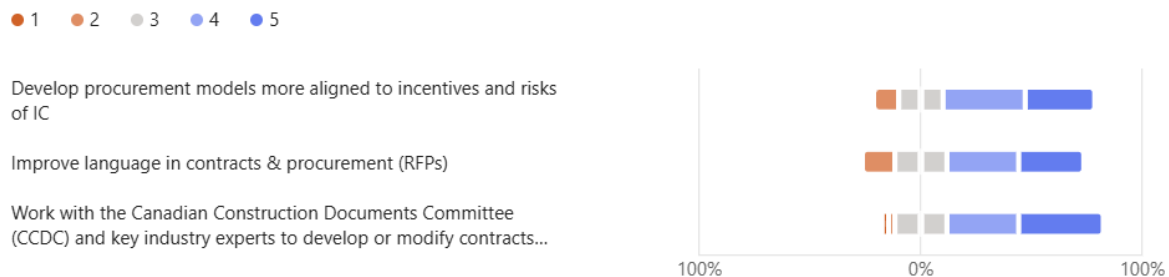 1 2 3 4 5
Develop procurement models more aligned to incentives and risks
of IC
Improve language in contracts & procurement (RFPs)
Work with the Canadian Construction Documents Committee
(CCDC) and key industry experts to develop or modify contracts...
100% 0% 100%